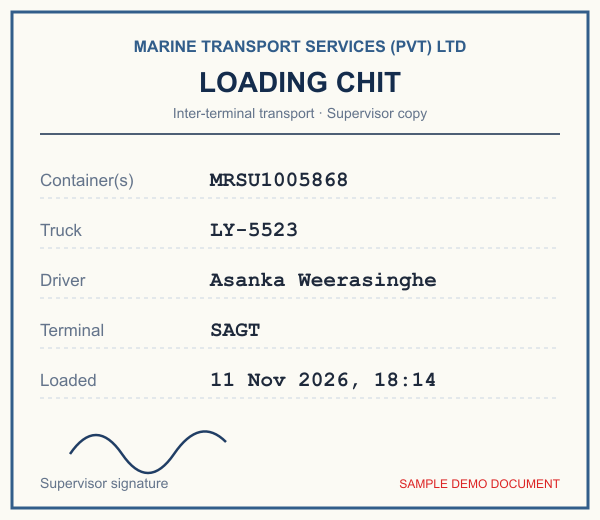 MARINE TRANSPORT SERVICES (PVT) LTD
LOADING CHIT
Inter-terminal transport · Supervisor copy
Container(s) MRSU1005868
Truck LY-5523
Driver Asanka Weerasinghe
Terminal SAGT
Loaded 11 Nov 2026, 18:14
Supervisor signature SAMPLE DEMO DOCUMENT